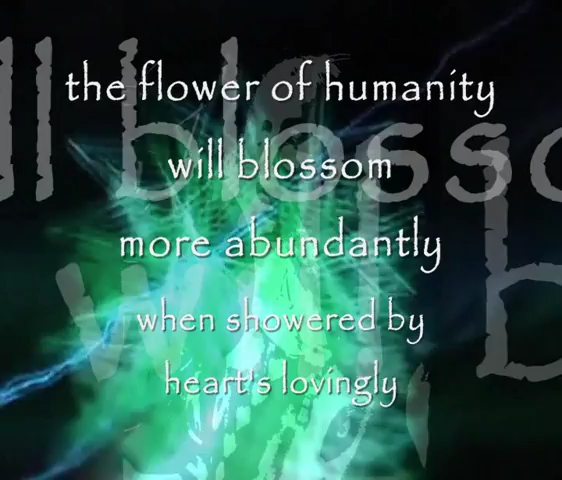 the flower of humanity
will blossom
more abundantly
when showered by
heart's lovingly